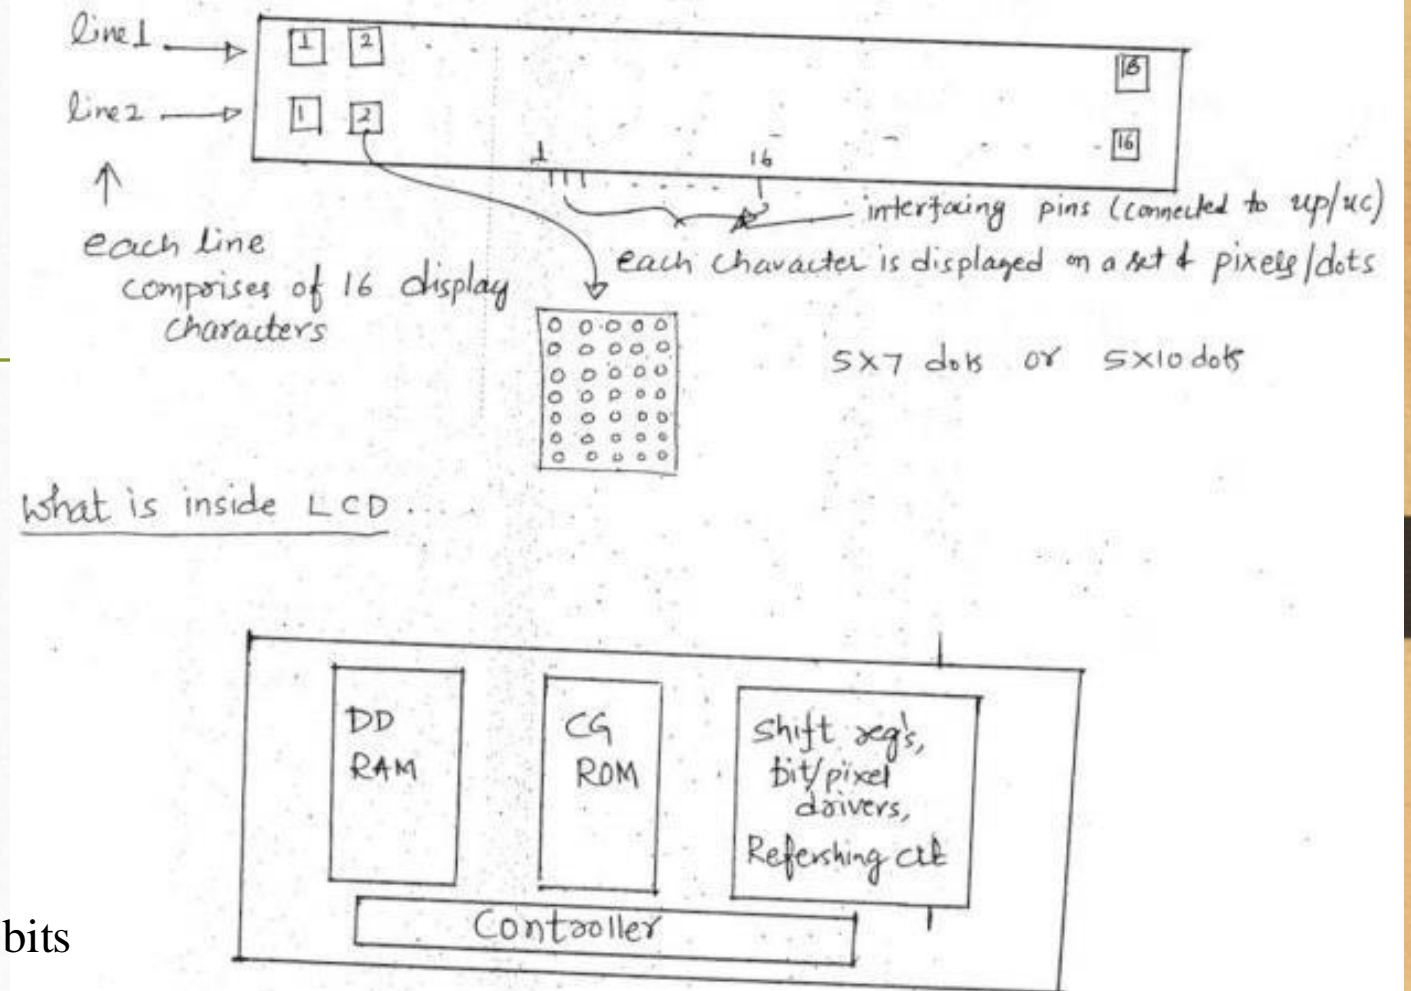 line1
1 2 16
line2
1 2 16
1 16
interfacing pins (connected to up/uc)
each line
comprises of 16 display
characters
each character is displayed on a set of pixels/dots
5X7 dots or 5X10 dots
What is inside LCD....
DD
RAM
CG
ROM
Shift reg's,
bit/pixel
drivers,
Refershing ckt
Controller
bits